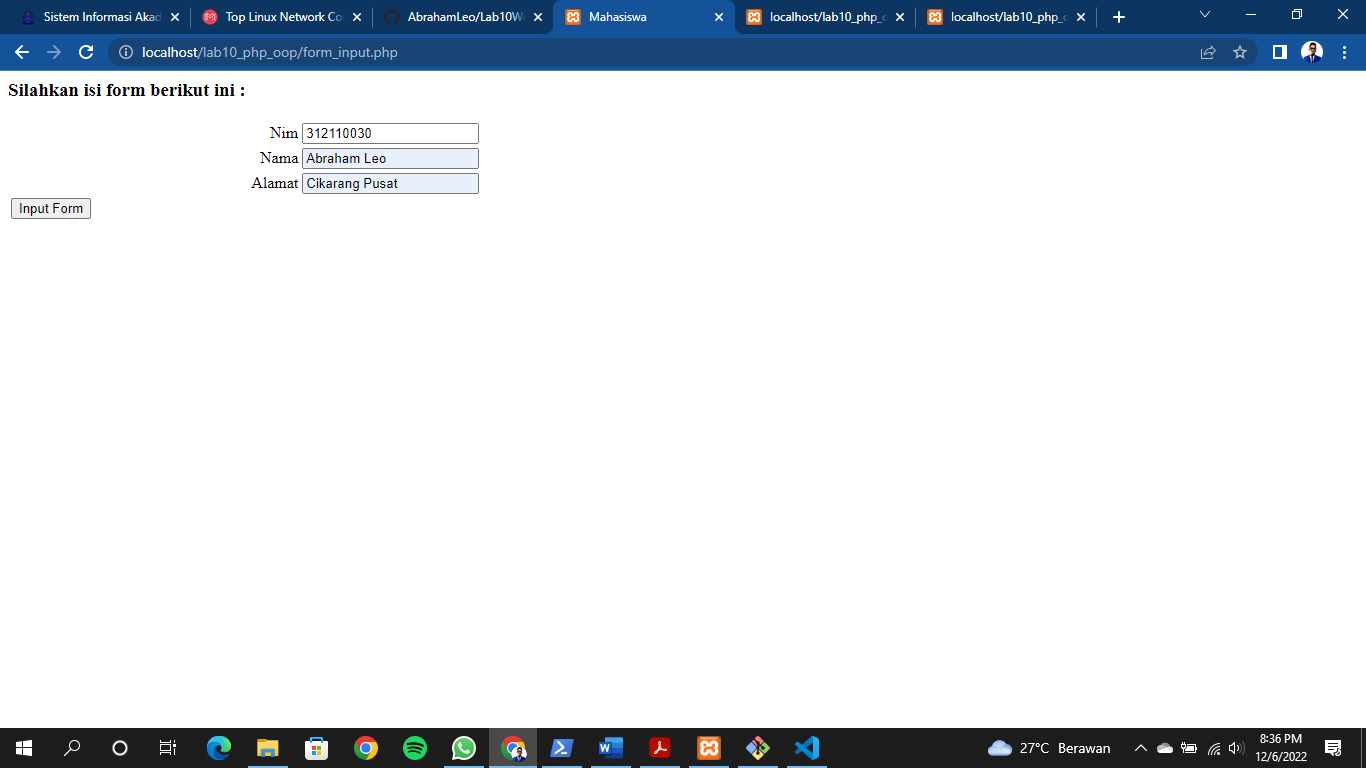 Sistem Informasi Akad
Top Linux Network Co
AbrahamLeo/Lab10W
Mahasiswa
localhost/lab10_php_o
localhost/lab10_php_o
localhost/lab10_php_oop/form_input.php
Silahkan isi form berikut ini :
Nim 312110030
Nama Abraham Leo
Alamat Cikarang Pusat
Input Form
27°C Berawan
8:36 PM
12/6/2022